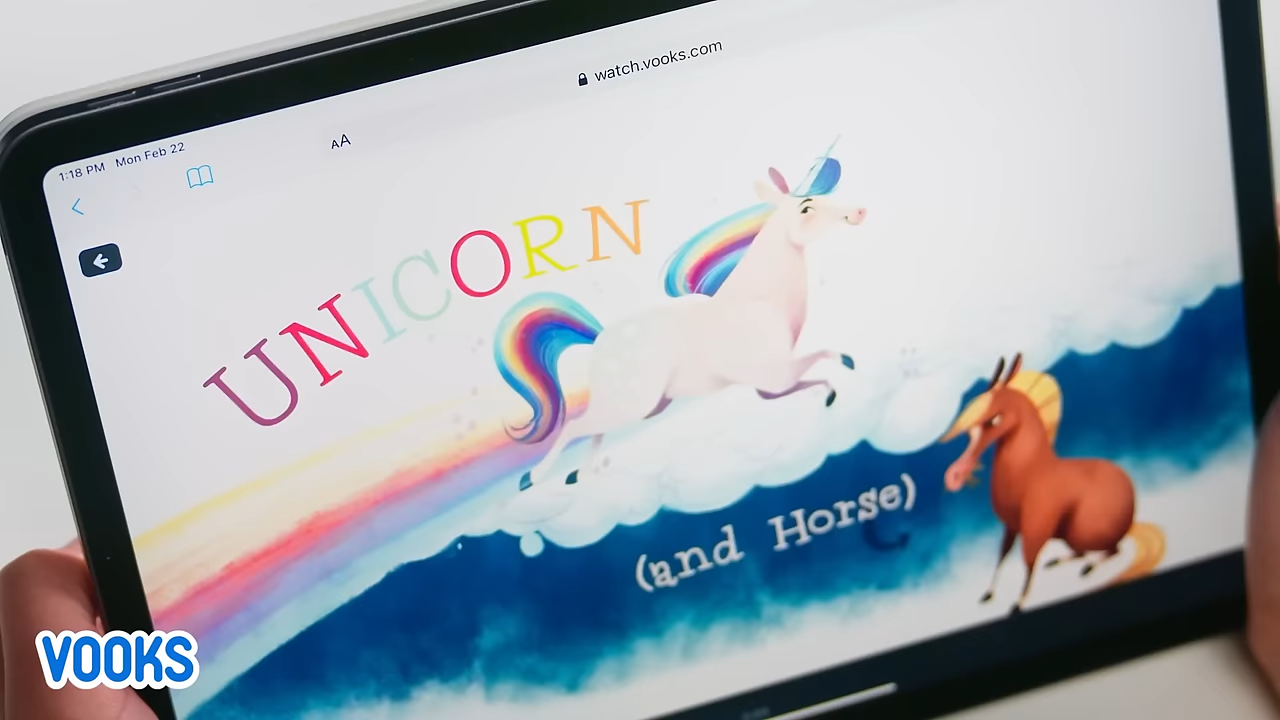 watch.vooks.com
1:18 PM Mon Feb 22
AA
UNICORN
(and Horse)
VOOKS